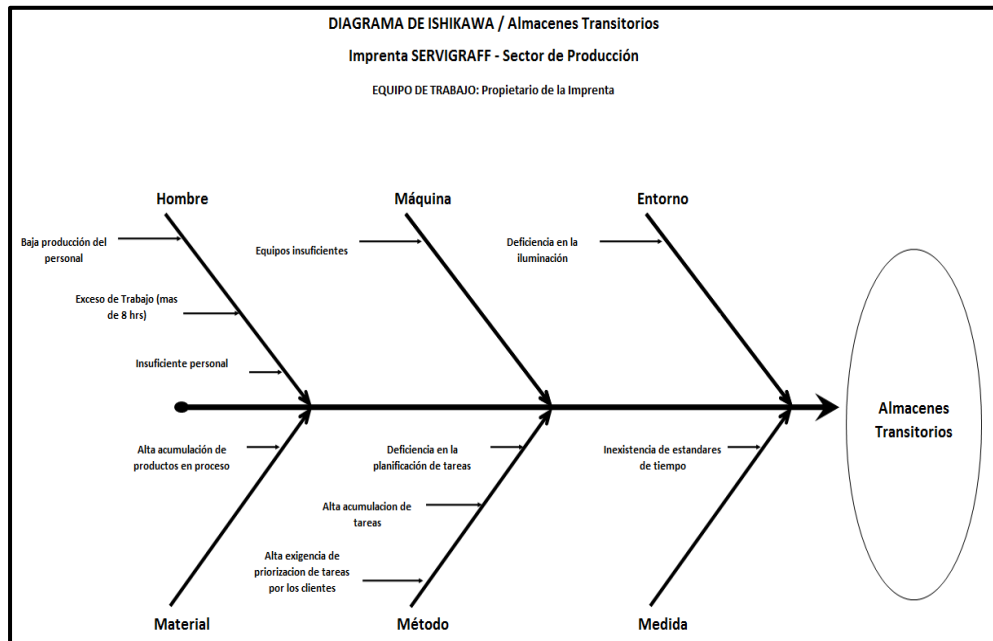 DIAGRAMA DE ISHIKAWA / Almacenes Transitorios
Imprenta SERVIGRAFF - Sector de Producción
EQUIPO DE TRABAJO: Propietario de la Imprenta
Hombre
Máquina
Entorno
Baja producción del
personal
Equipos insuficientes
Deficiencia en la
iluminación
Exceso de Trabajo (mas
de 8 hrs)
Insuficiente personal
Almacenes
Transitorios
Alta acumulación de
productos en proceso
Deficiencia en la
planificación de tareas
Inexistencia de estandares
de tiempo
Alta acumulacion de
tareas
Alta exigencia de
priorizacion de tareas
por los clientes
Material
Método
Medida